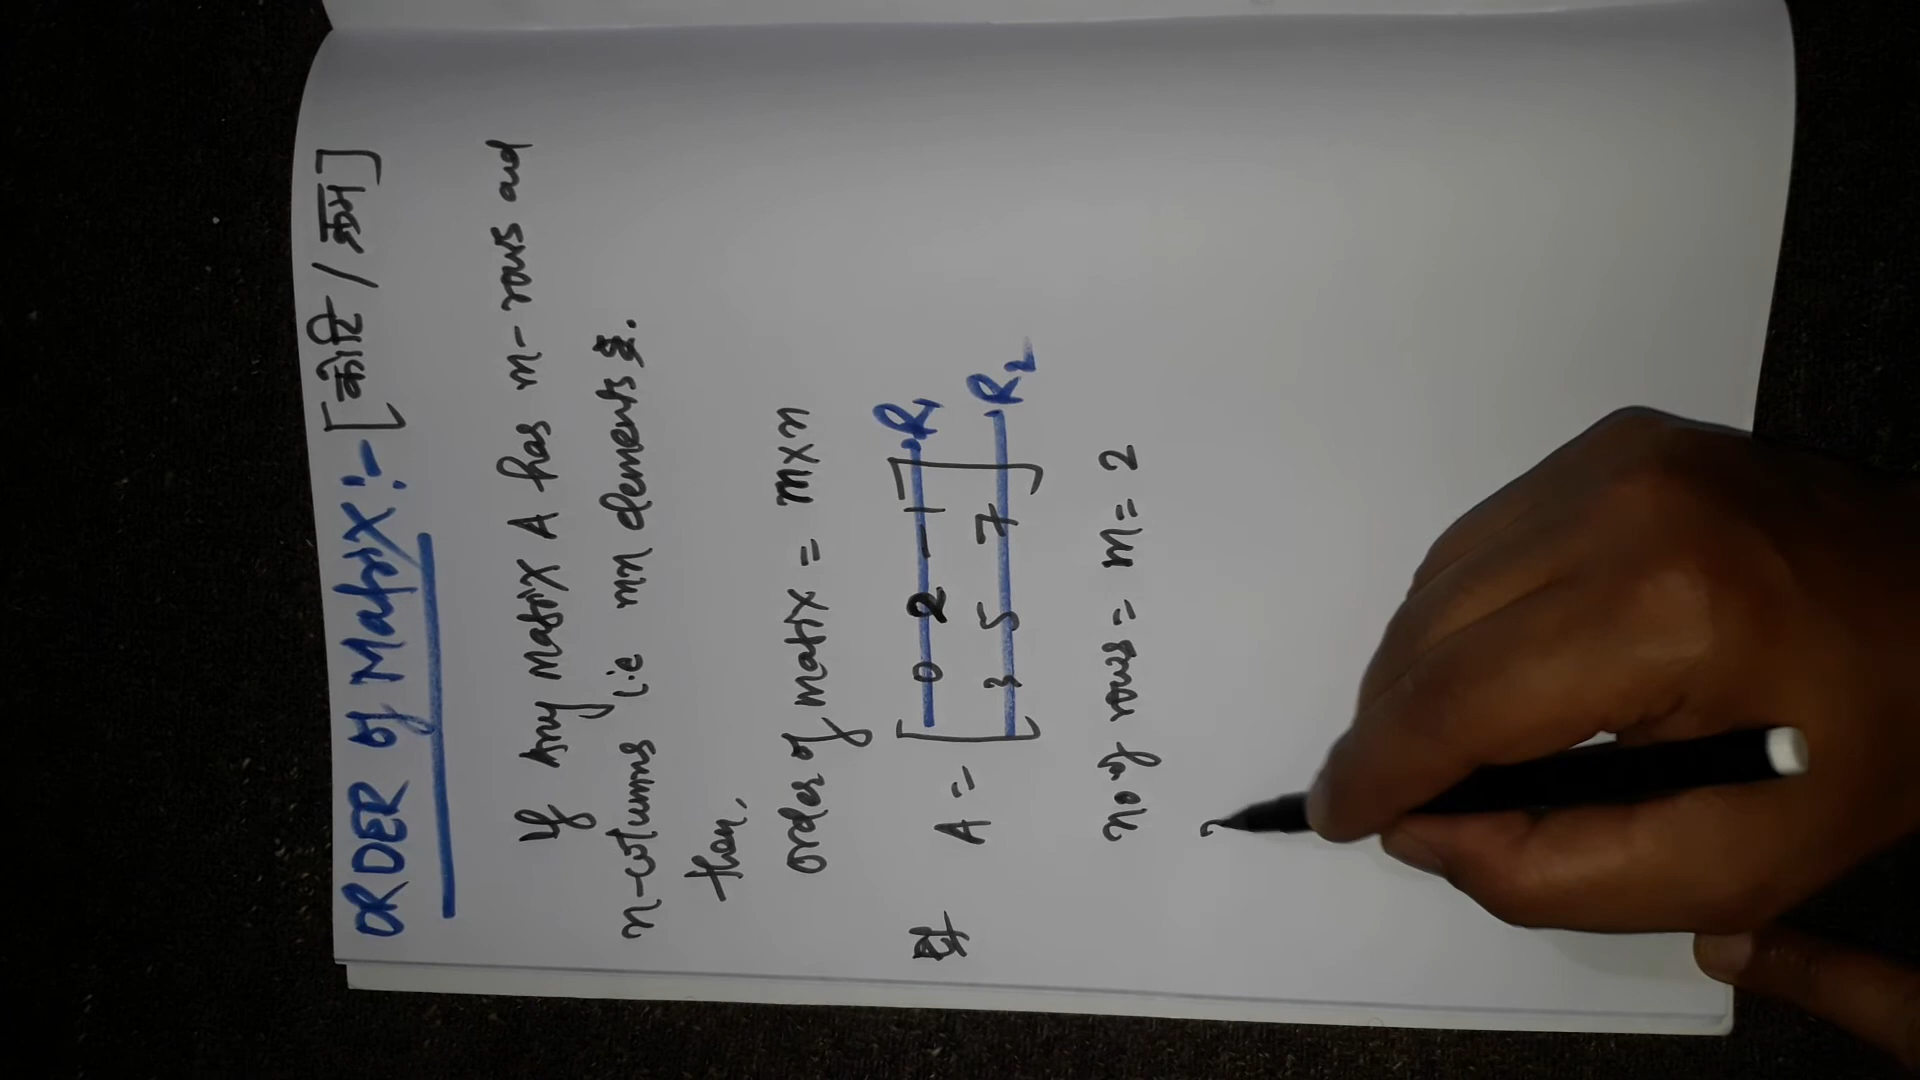 ORDER of Matrix:- [कोटि / क्रम]
If Any Matrix A has m-rows and
n-columns i.e mn elements
then,
order of matrix = m×n
A = [ 0 2 -1 ] R₁
[ 3 5 7 ] R₂
no of rows = m = 2